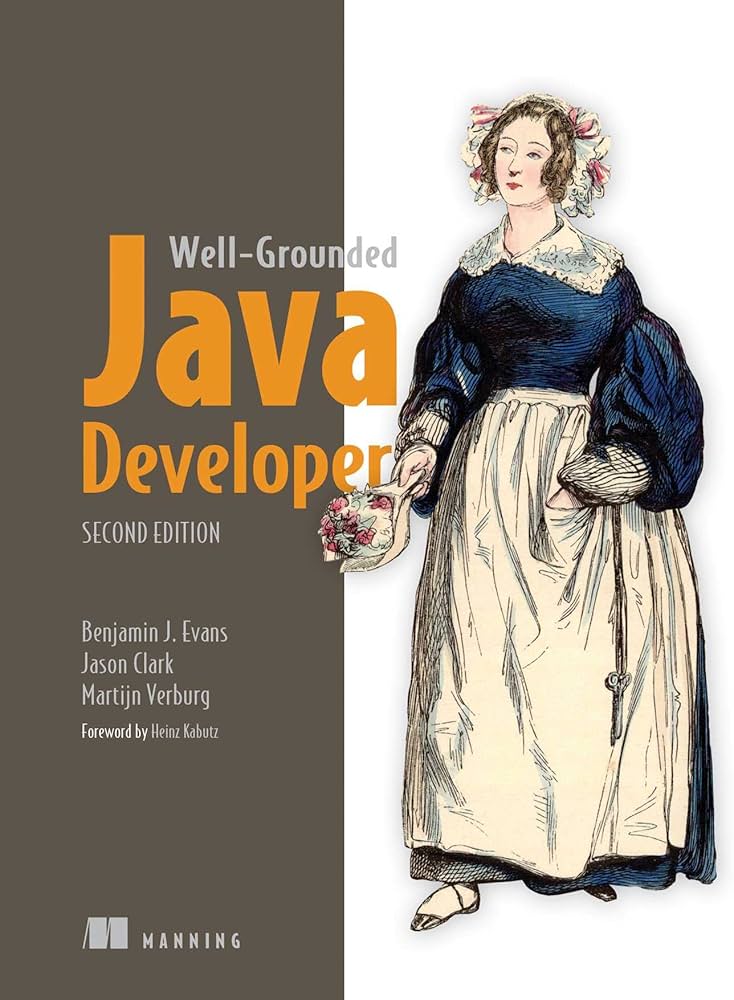 Well-Grounded
Java
Developer
SECOND EDITION
Benjamin J. Evans
Jason Clark
Martijn Verburg
Foreword by Heinz Kabutz
MANNING